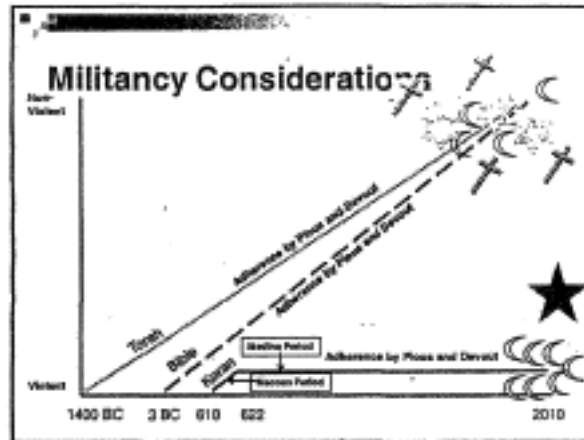 Militancy Considerations
Non-
Violent
Adherence by Pious and Devout
Adherence by Pious and Devout
Torah
Bible
Koran
Medina Period
Adherence by Pious and Devout
Meccan Period
Violent
1400 BC
3 BC
610
622
2010